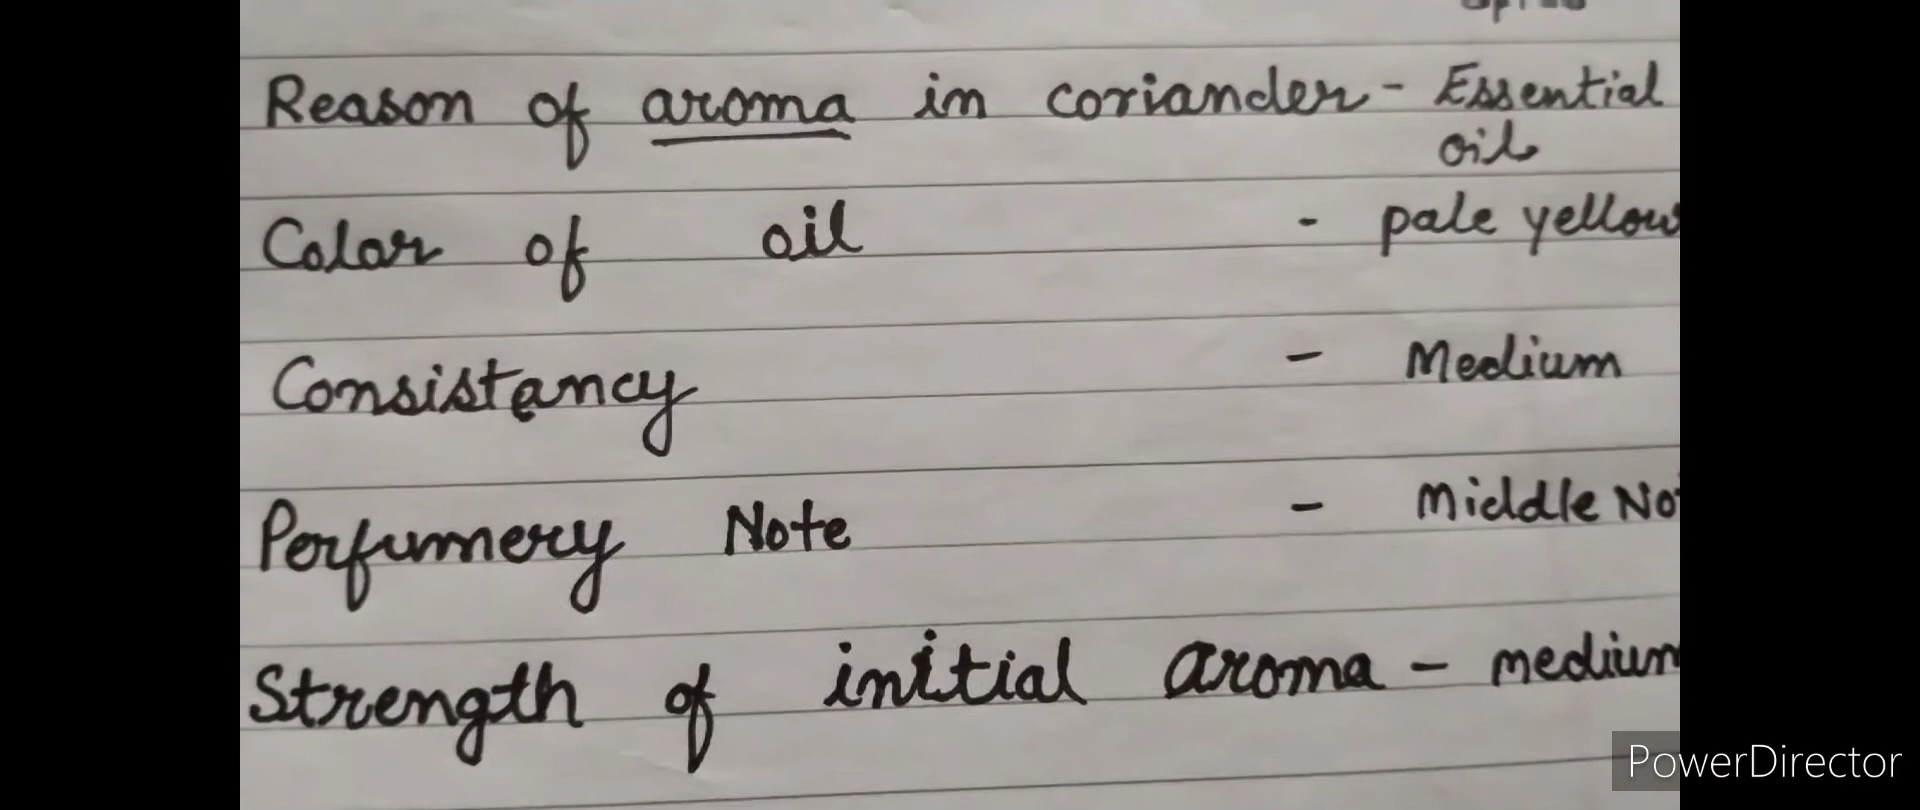 Reason of aroma in coriander - Essential
oil
Color of oil - pale yellow
Consistancy - Medium
Perfumery Note - Middle No
Strength of initial aroma - medium
PowerDirector